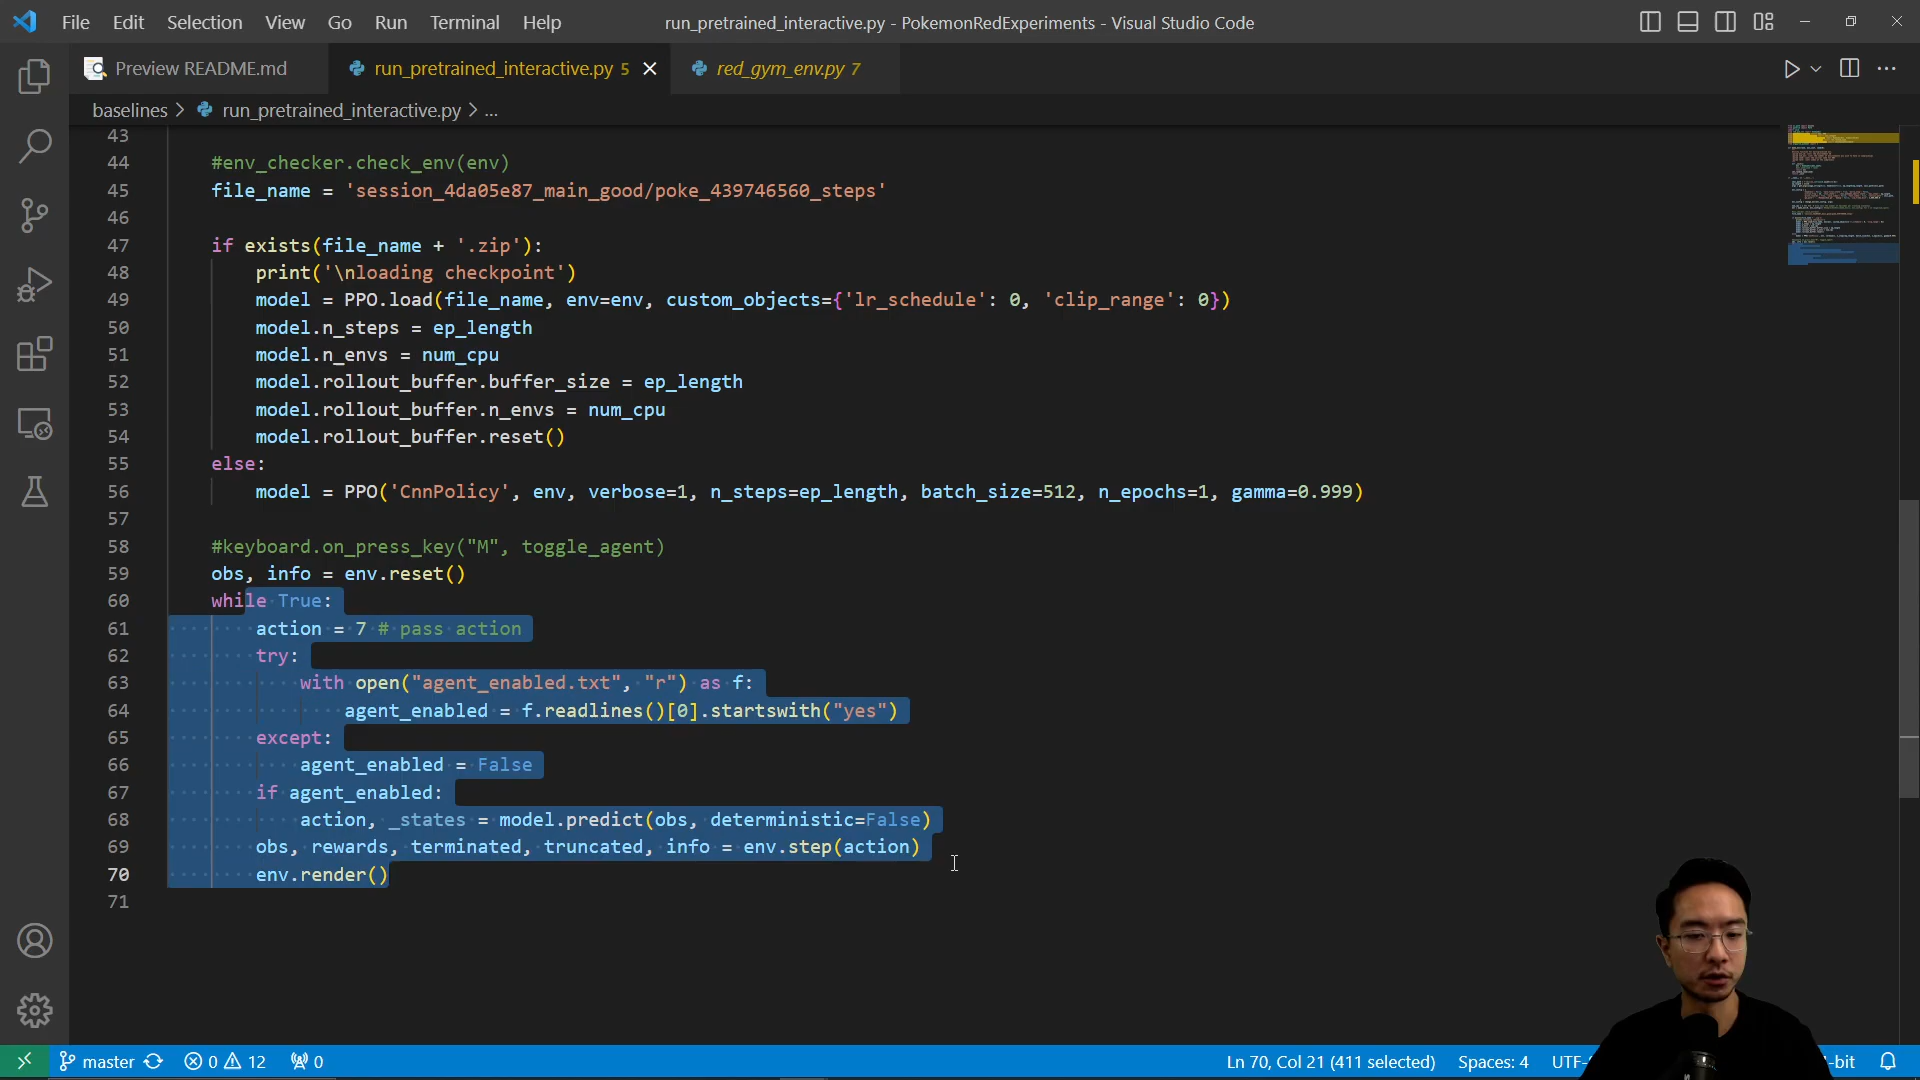 File Edit Selection View Go Run Terminal Help
run_pretrained_interactive.py - PokemonRedExperiments - Visual Studio Code
Preview README.md
run_pretrained_interactive.py 5
red_gym_env.py 7
baselines > run_pretrained_interactive.py > ...
43
44 #env_checker.check_env(env)
45 file_name = 'session_4da05e87_main_good/poke_439746560_steps'
46
47 if exists(file_name + '.zip'):
48 print('\nloading checkpoint')
49 model = PPO.load(file_name, env=env, custom_objects={'lr_schedule': 0, 'clip_range': 0})
50 model.n_steps = ep_length
51 model.n_envs = num_cpu
52 model.rollout_buffer.buffer_size = ep_length
53 model.rollout_buffer.n_envs = num_cpu
54 model.rollout_buffer.reset()
55 else:
56 model = PPO('CnnPolicy', env, verbose=1, n_steps=ep_length, batch_size=512, n_epochs=1, gamma=0.999)
57
58 #keyboard.on_press_key("M", toggle_agent)
59 obs, info = env.reset()
60 while True:
61 action = 7 # pass action
62 try:
63 with open("agent_enabled.txt", "r") as f:
64 agent_enabled = f.readlines()[0].startswith("yes")
65 except:
66 agent_enabled = False
67 if agent_enabled:
68 action, _states = model.predict(obs, deterministic=False)
69 obs, rewards, terminated, truncated, info = env.step(action)
70 env.render()
71
master 0 12 0
Ln 70, Col 21 (411 selected) Spaces: 4 UTF- -bit